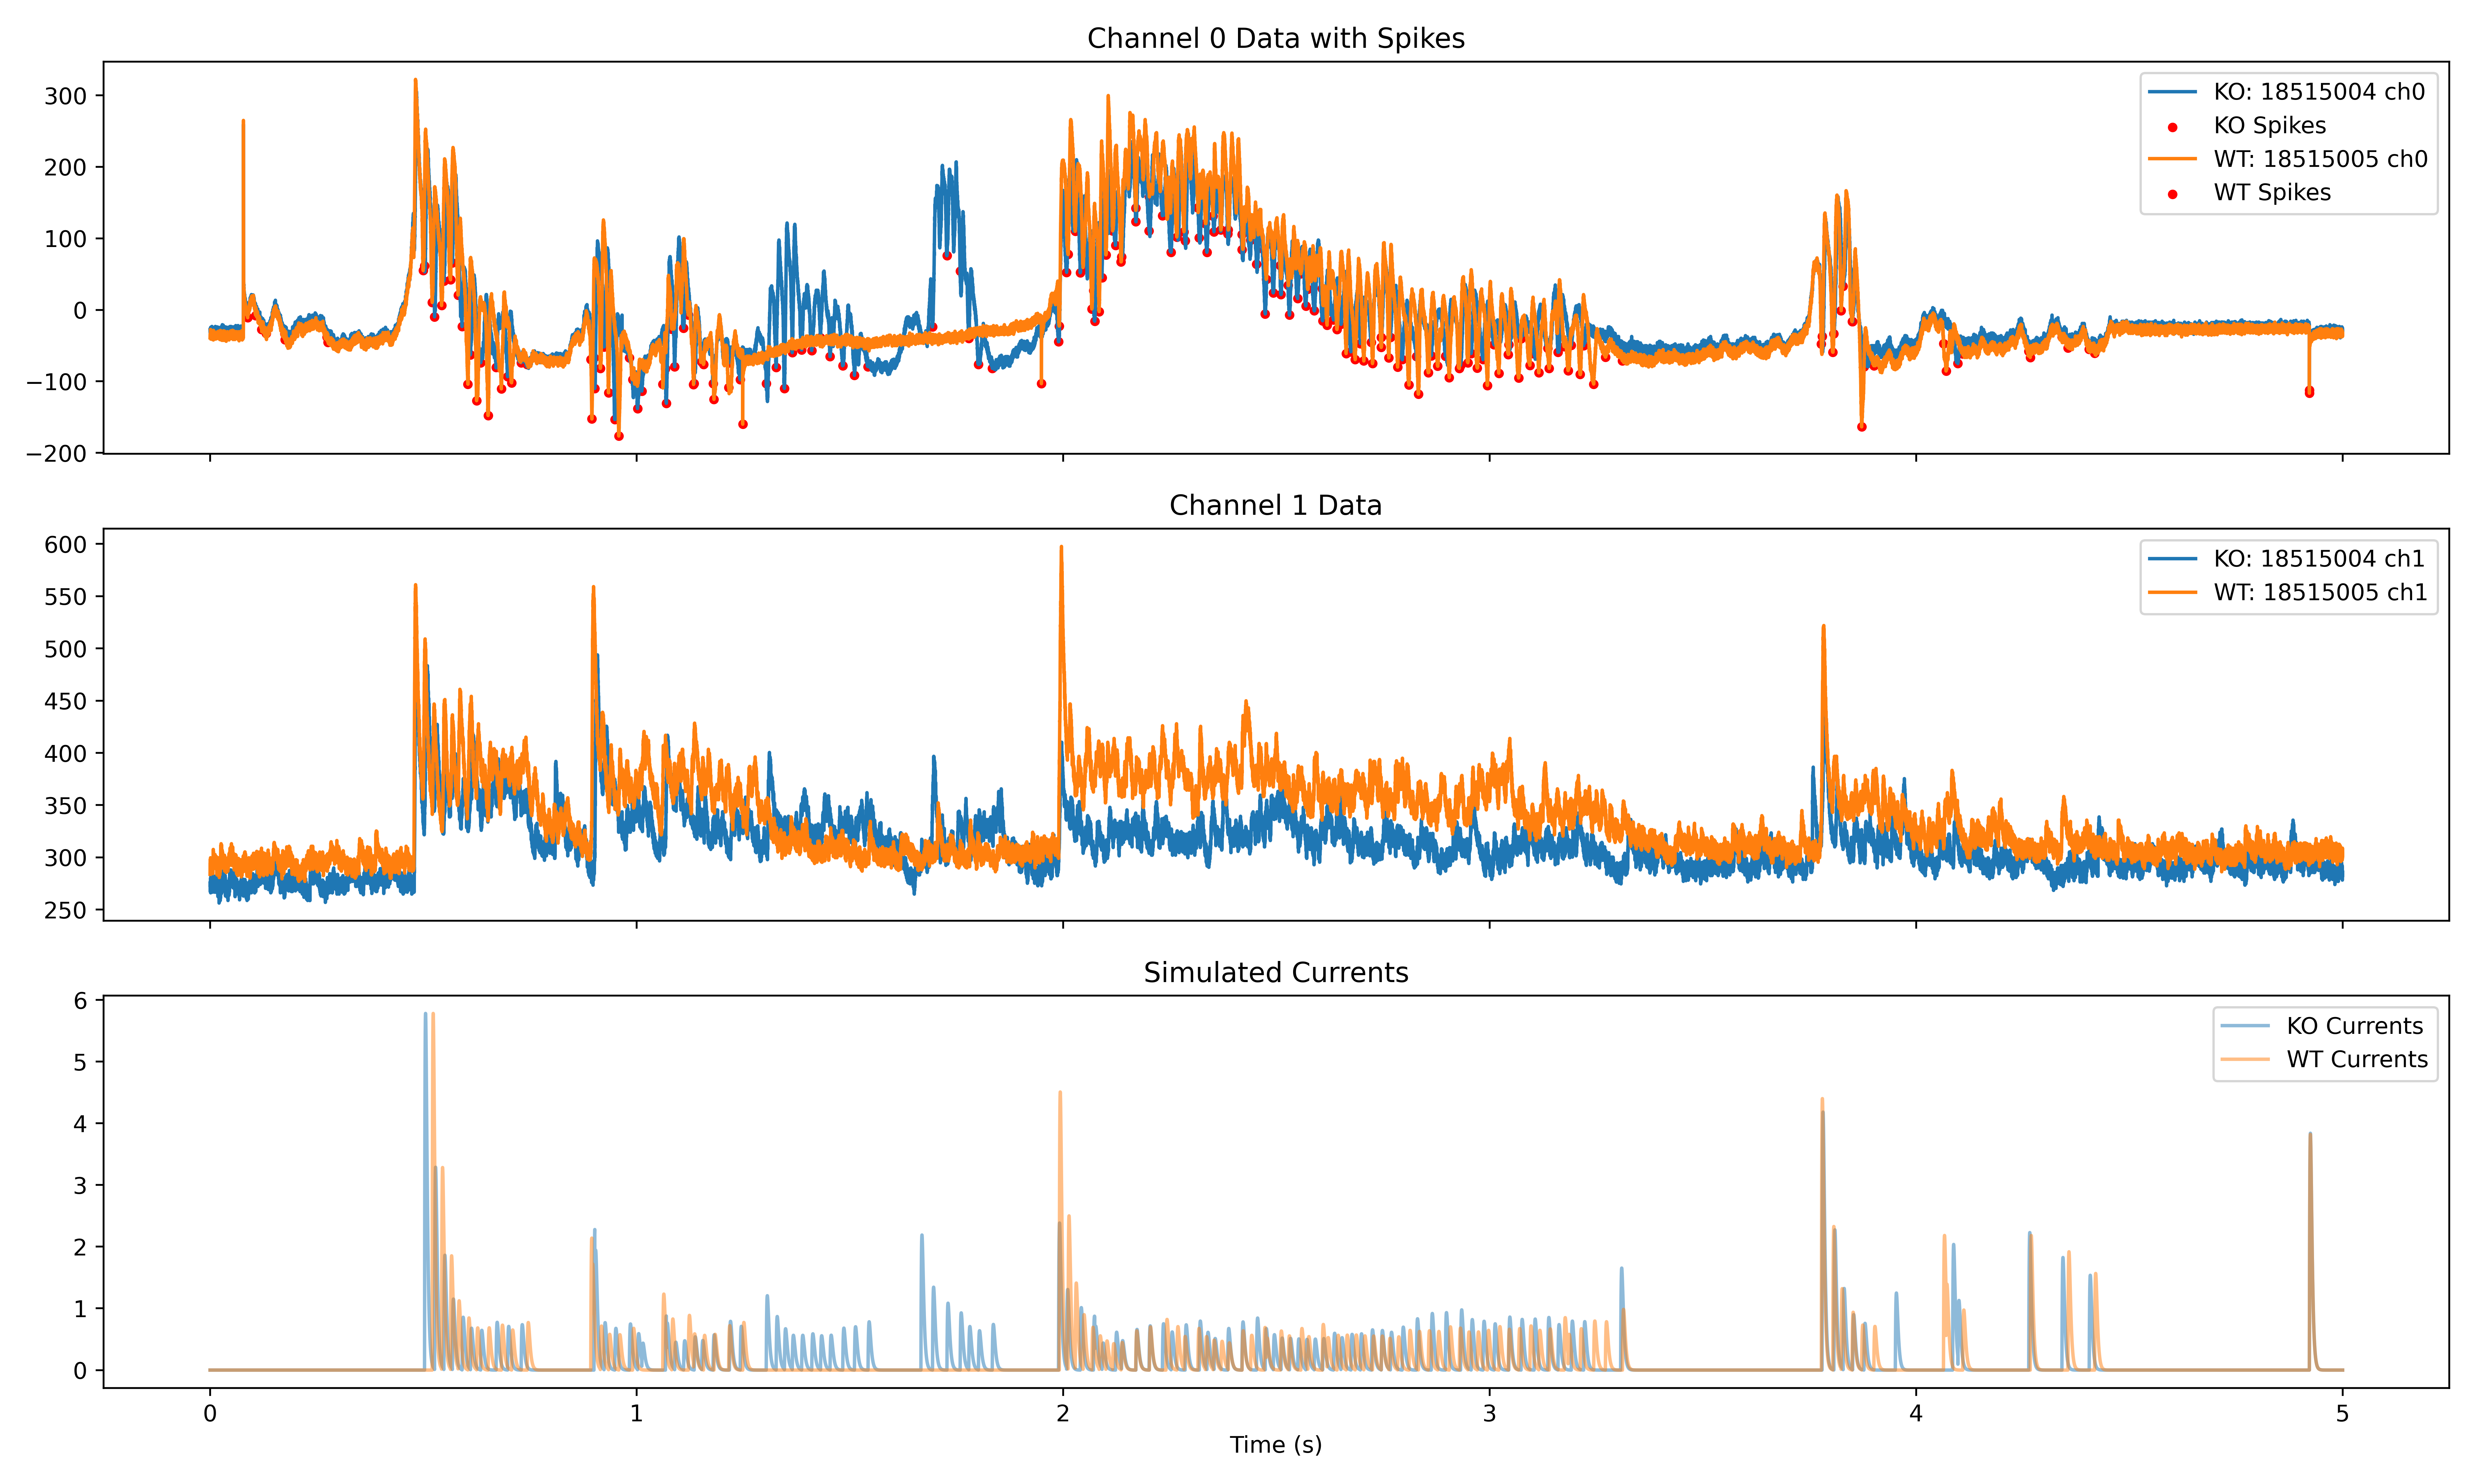 Channel 0 Data with Spikes
300
200
100
0
−100
−200
KO: 18515004 ch0
KO Spikes
WT: 18515005 ch0
WT Spikes
Channel 1 Data
600
550
500
450
400
350
300
250
KO: 18515004 ch1
WT: 18515005 ch1
Simulated Currents
6
5
4
3
2
1
0
KO Currents
WT Currents
0 1 2 3 4 5
Time (s)